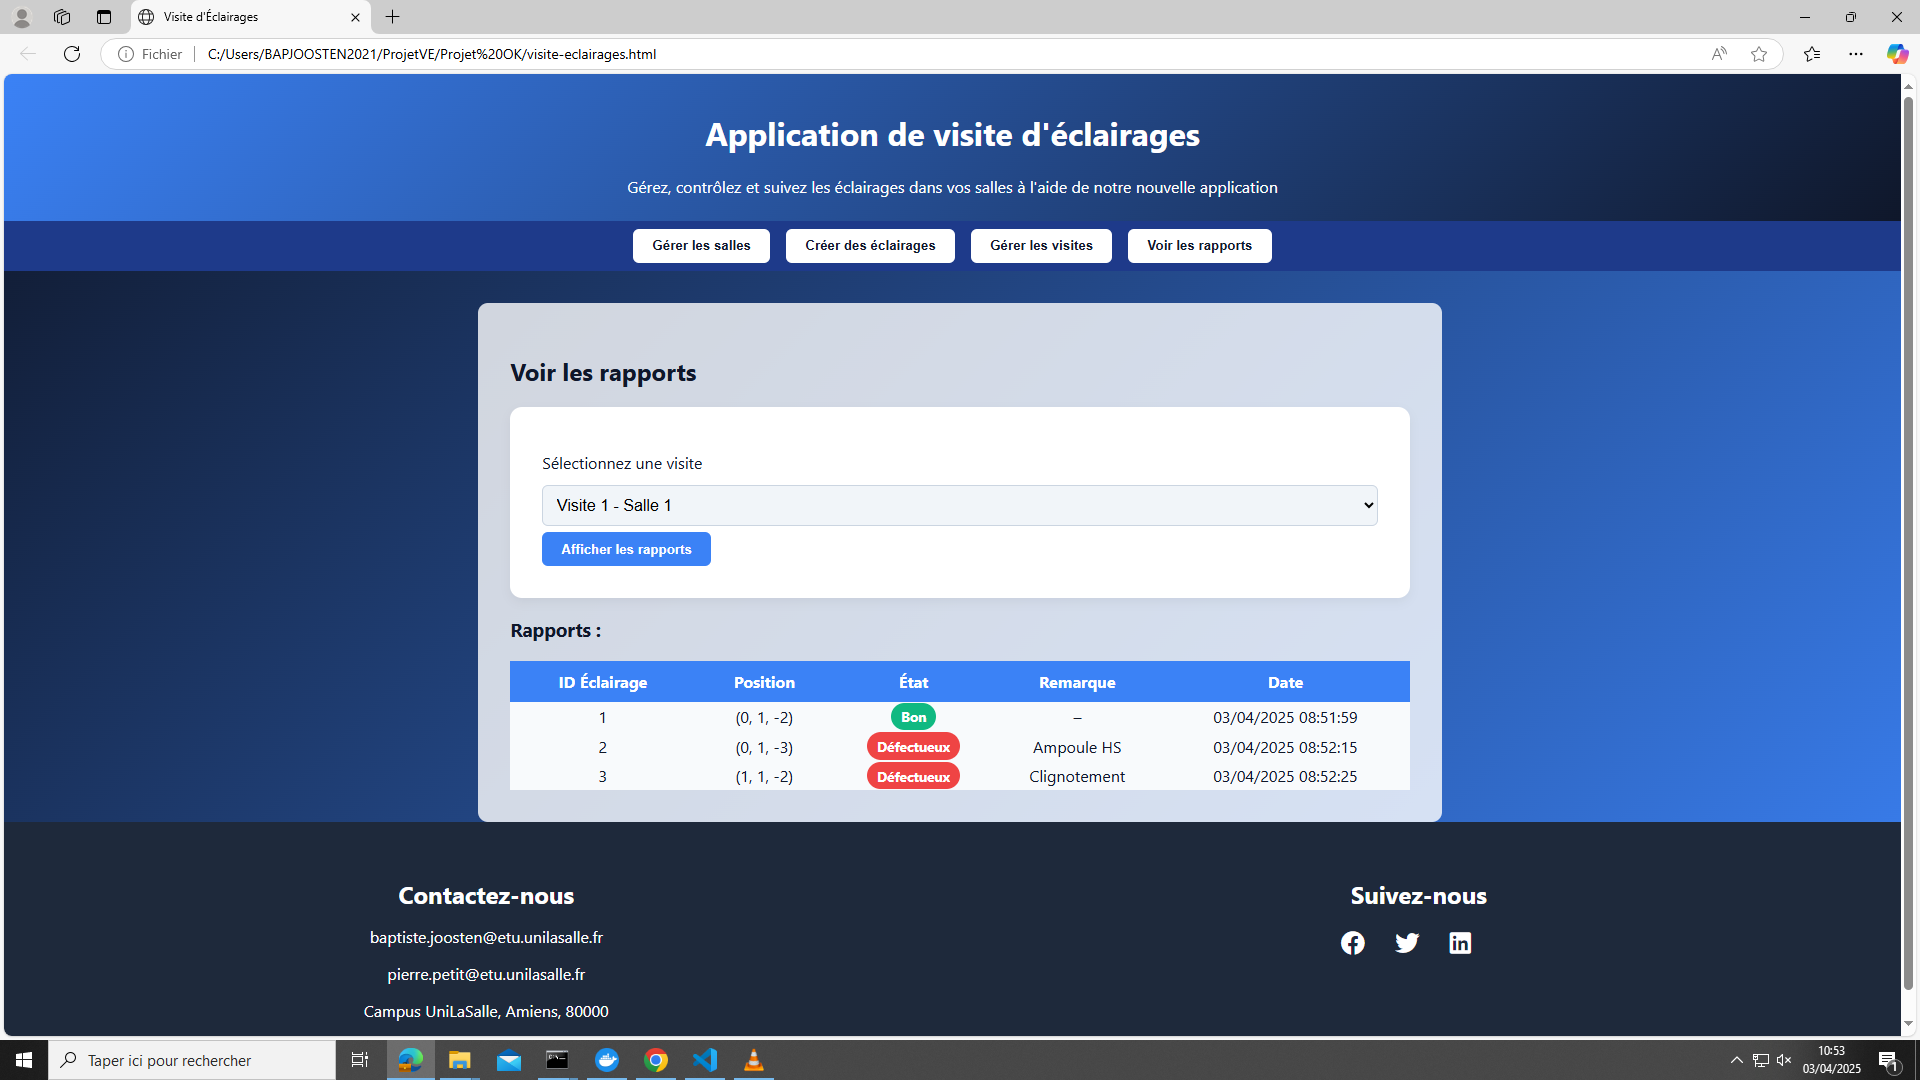 Visite d'Éclairages
Fichier
C:/Users/BAPJOOSTEN2021/ProjetVE/Projet%20OK/visite-eclairages.html
Application de visite d'éclairages
Gérez, contrôlez et suivez les éclairages dans vos salles à l'aide de notre nouvelle application
Gérer les salles Créer des éclairages Gérer les visites Voir les rapports
Voir les rapports
Sélectionnez une visite
Visite 1 - Salle 1
Afficher les rapports
Rapports :
ID Éclairage Position État Remarque Date
1 (0, 1, -2) Bon – 03/04/2025 08:51:59
2 (0, 1, -3) Défectueux Ampoule HS 03/04/2025 08:52:15
3 (1, 1, -2) Défectueux Clignotement 03/04/2025 08:52:25
Contactez-nous
baptiste.joosten@etu.unilasalle.fr
pierre.petit@etu.unilasalle.fr
Campus UniLaSalle, Amiens, 80000
Suivez-nous
Taper ici pour rechercher
10:53
03/04/2025
1